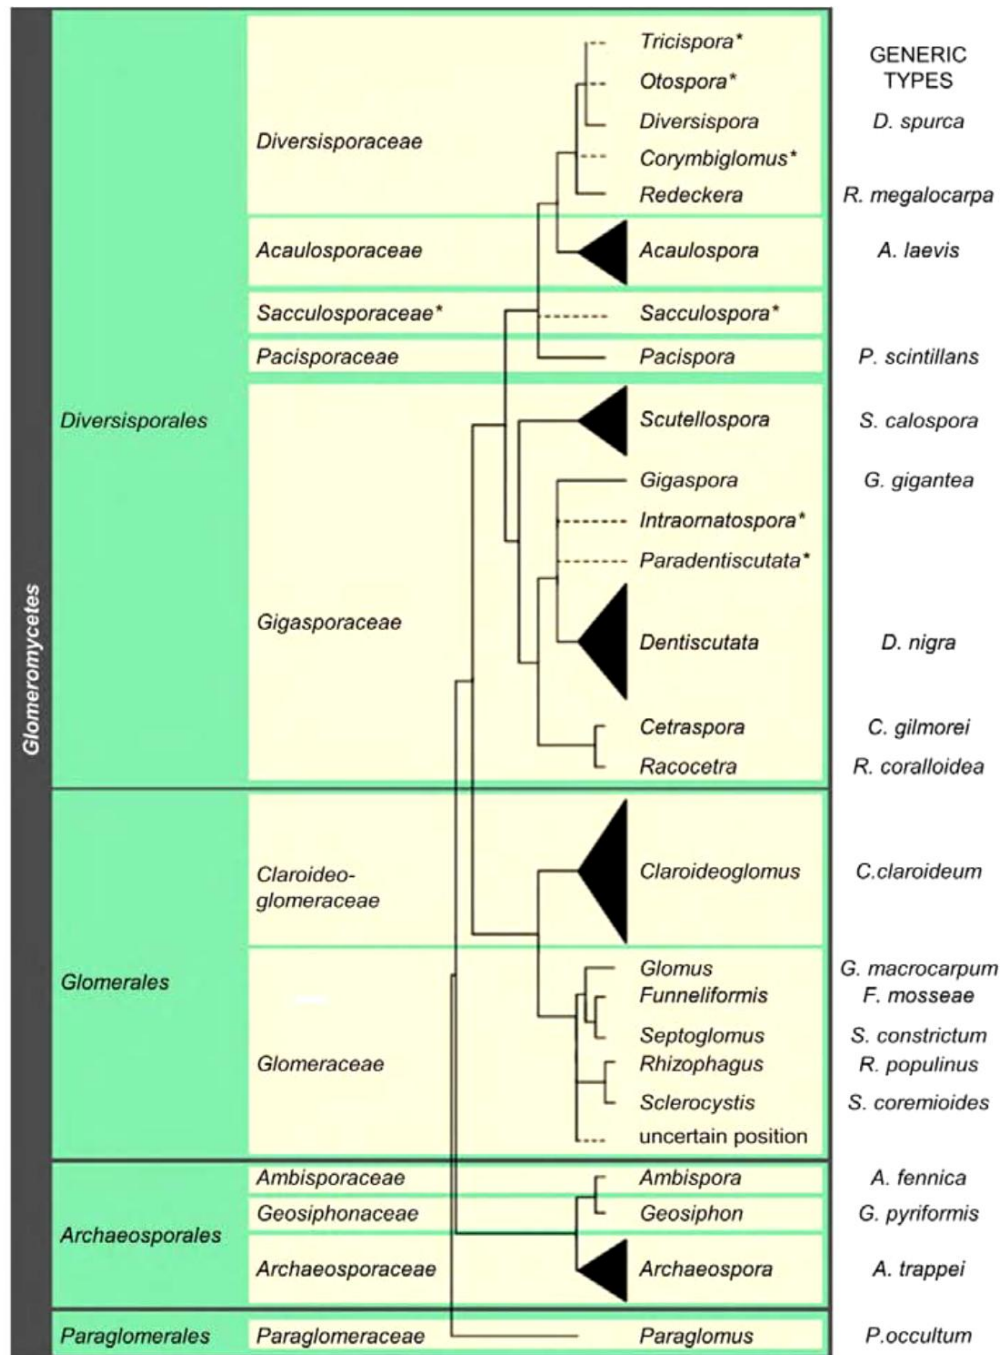 GENERIC
TYPES
Glomeromycetes
Diversisporales
Diversisporaceae
Tricispora*
Otospora*
Diversispora D. spurca
Corymbiglomus*
Redeckera R. megalocarpa
Acaulosporaceae Acaulospora A. laevis
Sacculosporaceae* Sacculospora*
Pacisporaceae Pacispora P. scintillans
Gigasporaceae
Scutellospora S. calospora
Gigaspora G. gigantea
Intraornatospora*
Paradentiscutata*
Dentiscutata D. nigra
Cetraspora C. gilmorei
Racocetra R. coralloidea
Glomerales
Claroideo-
glomeraceae
Claroideoglomus C.claroideum
Glomeraceae
Glomus G. macrocarpum
Funneliformis F. mosseae
Septoglomus S. constrictum
Rhizophagus R. populinus
Sclerocystis S. coremioides
uncertain position
Archaeosporales
Ambisporaceae Ambispora A. fennica
Geosiphonaceae Geosiphon G. pyriformis
Archaeosporaceae Archaeospora A. trappei
Paraglomerales Paraglomeraceae Paraglomus P.occultum